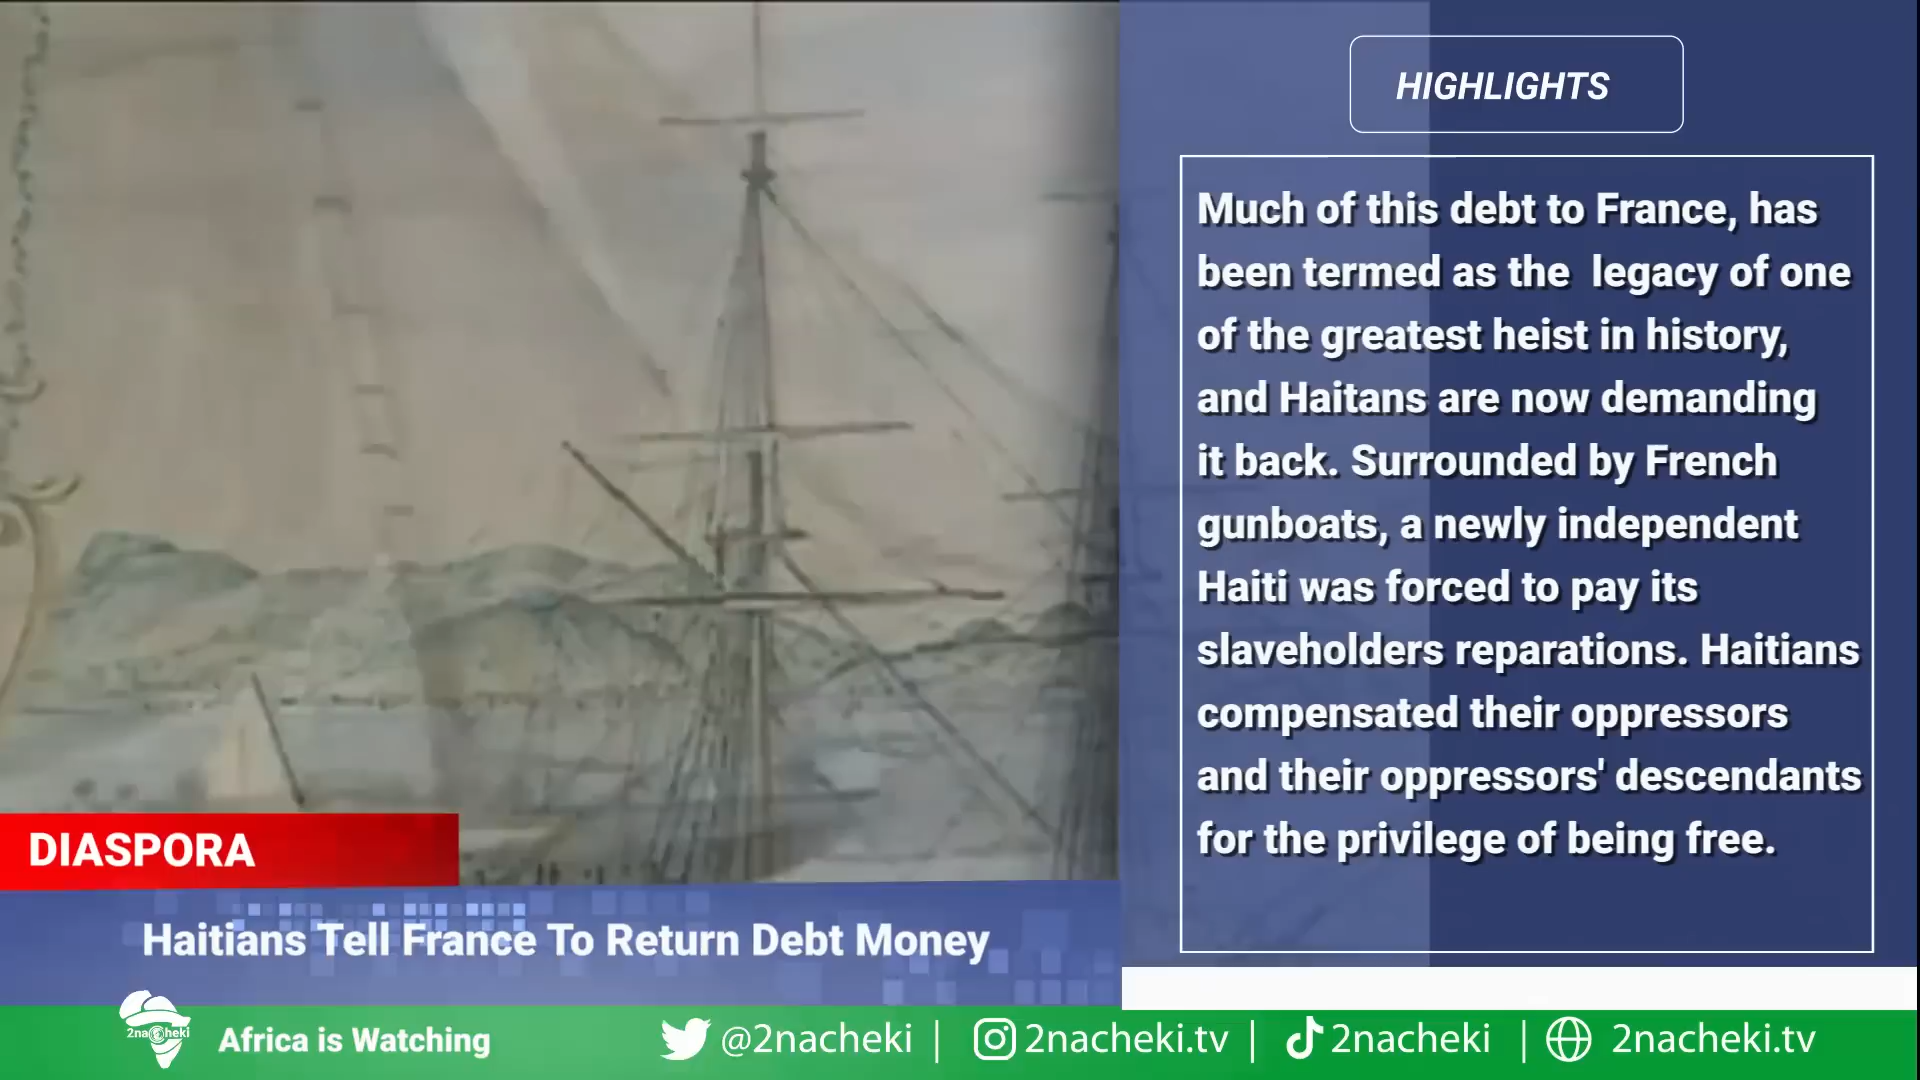 HIGHLIGHTS
Much of this debt to France, has
been termed as the legacy of one
of the greatest heist in history,
and Haitans are now demanding
it back. Surrounded by French
gunboats, a newly independent
Haiti was forced to pay its
slaveholders reparations. Haitians
compensated their oppressors
and their oppressors' descendants
for the privilege of being free.
DIASPORA
Haitians Tell France To Return Debt Money
2nacheki
Africa is Watching
@2nacheki | 2nacheki.tv | 2nacheki | 2nacheki.tv